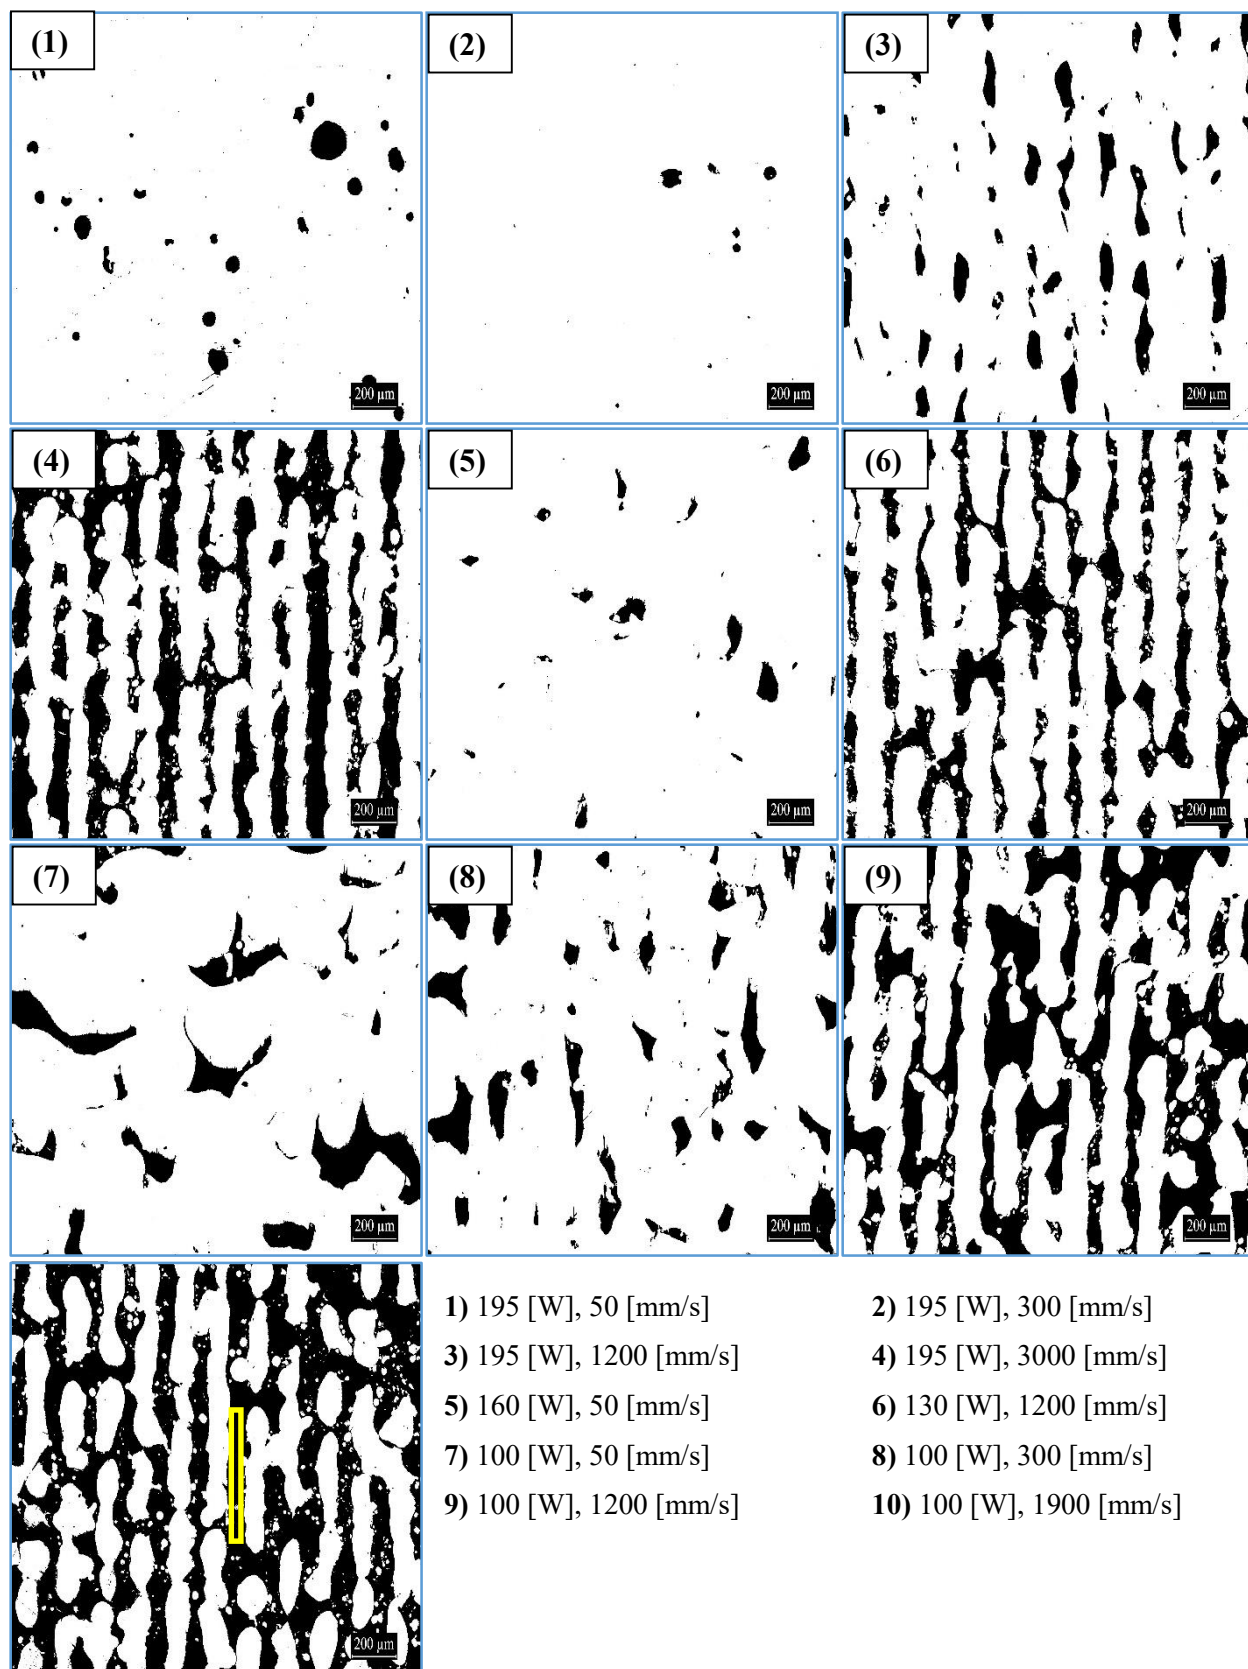 (1)
(2)
(3)
200 µm
200 µm
200 µm
(4)
(5)
(6)
200 µm
200 µm
200 µm
(7)
(8)
(9)
200 µm
200 µm
200 µm
1) 195 [W], 50 [mm/s]
2) 195 [W], 300 [mm/s]
3) 195 [W], 1200 [mm/s]
4) 195 [W], 3000 [mm/s]
5) 160 [W], 50 [mm/s]
6) 130 [W], 1200 [mm/s]
7) 100 [W], 50 [mm/s]
8) 100 [W], 300 [mm/s]
9) 100 [W], 1200 [mm/s]
10) 100 [W], 1900 [mm/s]
200 µm